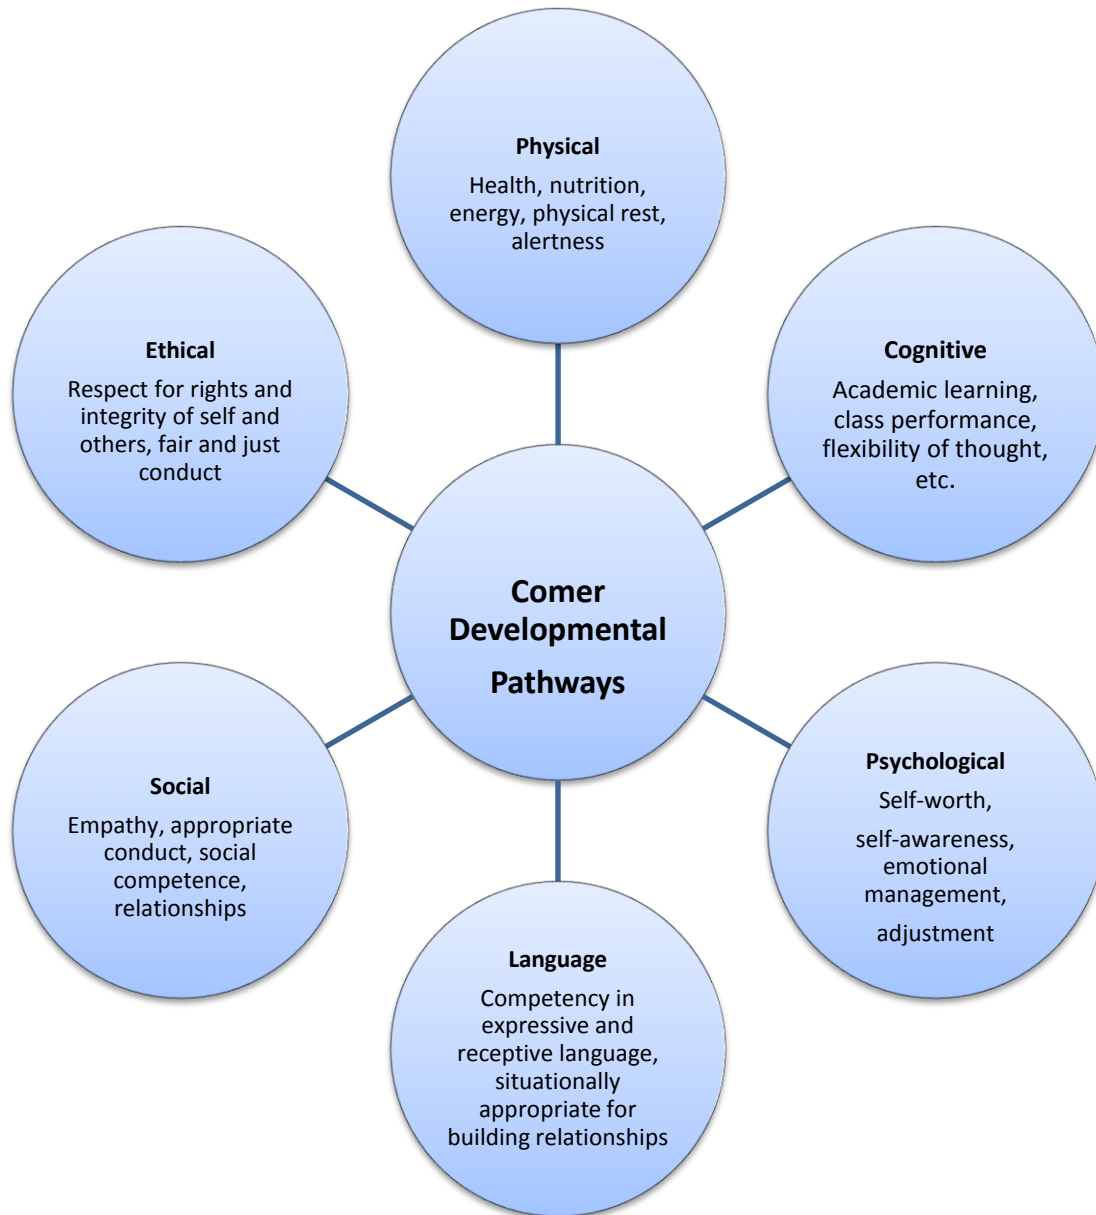 Physical
Health, nutrition,
energy, physical rest,
alertness
Cognitive
Academic learning,
class performance,
flexibility of thought,
etc.
Psychological
Self-worth,
self-awareness,
emotional
management,
adjustment
Language
Competency in
expressive and
receptive language,
situationally
appropriate for
building relationships
Social
Empathy, appropriate
conduct, social
competence,
relationships
Ethical
Respect for rights and
integrity of self and
others, fair and just
conduct
Comer
Developmental
Pathways